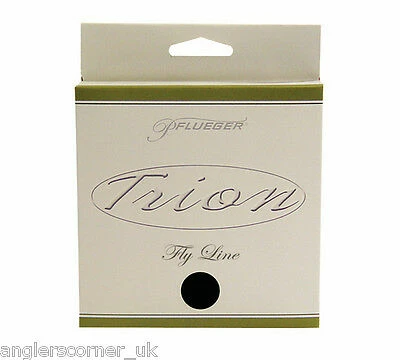 PFLUEGER
Trion
Fly Line
© anglerscorner_uk